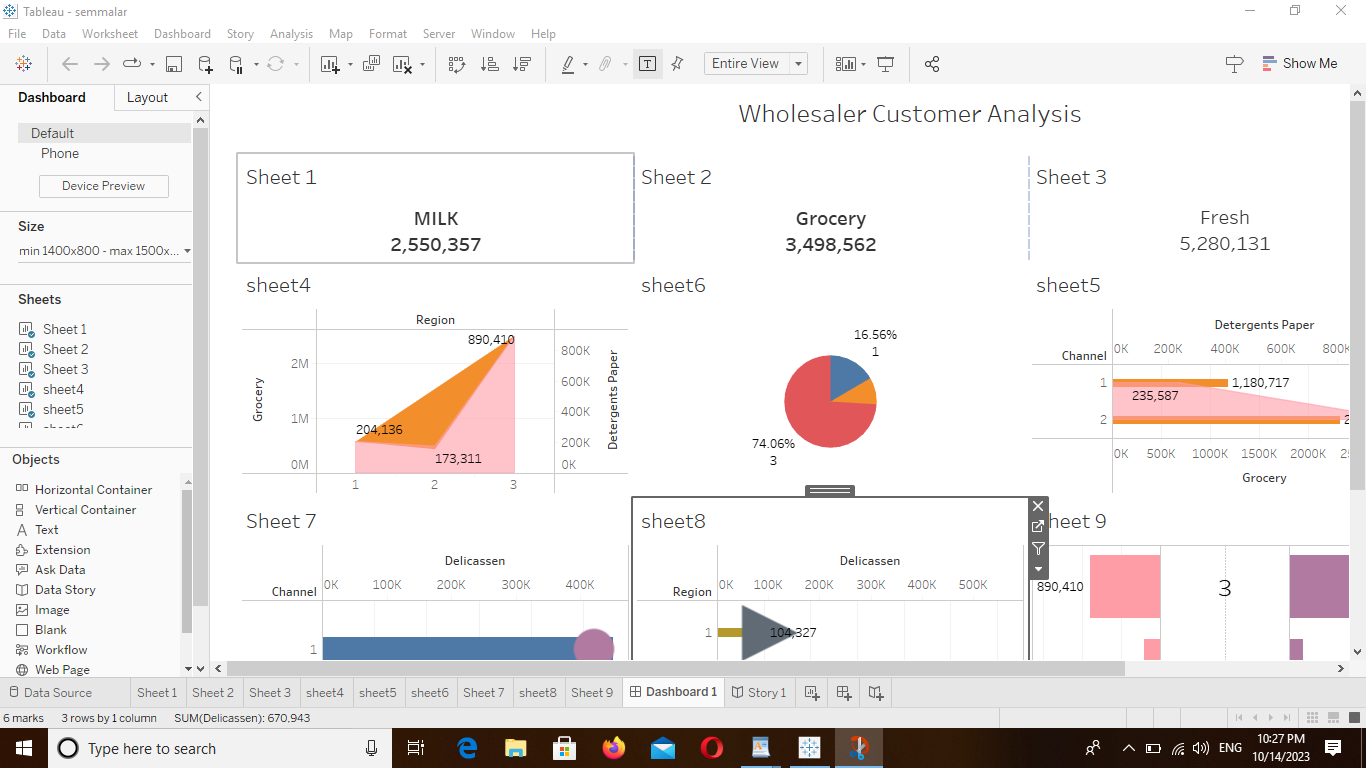 Tableau - semmalar
File Data Worksheet Dashboard Story Analysis Map Format Server Window Help
Entire View
Show Me
Dashboard Layout
Default
Phone
Device Preview
Size
min 1400x800 - max 1500x...
Sheets
Sheet 1
Sheet 2
Sheet 3
sheet4
sheet5
Objects
Horizontal Container
Vertical Container
Text
Extension
Ask Data
Data Story
Image
Blank
Workflow
Web Page
Wholesaler Customer Analysis
Sheet 1
MILK
2,550,357
Sheet 2
Grocery
3,498,562
Sheet 3
Fresh
5,280,131
sheet4
Region
890,410
2M
1M
0M
Grocery
204,136
173,311
800K
600K
400K
200K
0K
Detergents Paper
1 2 3
sheet6
16.56%
1
74.06%
3
sheet5
Detergents Paper
Channel
0K 200K 400K 600K 800K
1
1,180,717
235,587
2
2
0K 500K 1000K 1500K 2000K
Grocery
Sheet 7
Delicassen
Channel
0K 100K 200K 300K 400K
1
sheet8
Delicassen
Region
0K 100K 200K 300K 400K 500K
1
104,327
heet 9
890,410
3
Data Source Sheet 1 Sheet 2 Sheet 3 sheet4 sheet5 sheet6 Sheet 7 sheet8 Sheet 9 Dashboard 1 Story 1
6 marks 3 rows by 1 column SUM(Delicassen): 670,943
Type here to search
ENG
10:27 PM
10/14/2023